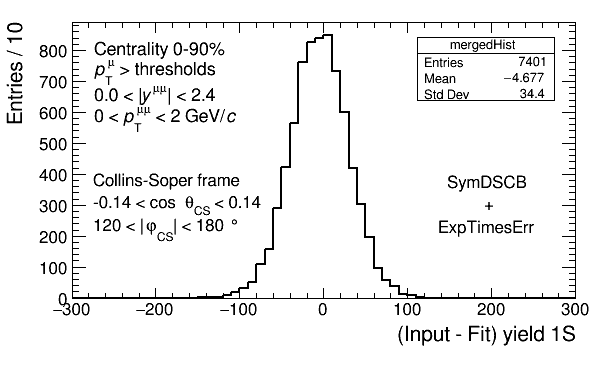 Entries / 10
800
700
600
500
400
300
200
100
0
Centrality 0-90%
p_T^μ > thresholds
0.0 < |y^μμ| < 2.4
0 < p_T^μμ < 2 GeV/c
mergedHist
Entries 7401
Mean −4.677
Std Dev 34.4
Collins-Soper frame
-0.14 < cos θ_CS < 0.14
120 < |φ_CS| < 180 °
SymDSCB
+
ExpTimesErr
−300 −200 −100 0 100 200 300
(Input - Fit) yield 1S